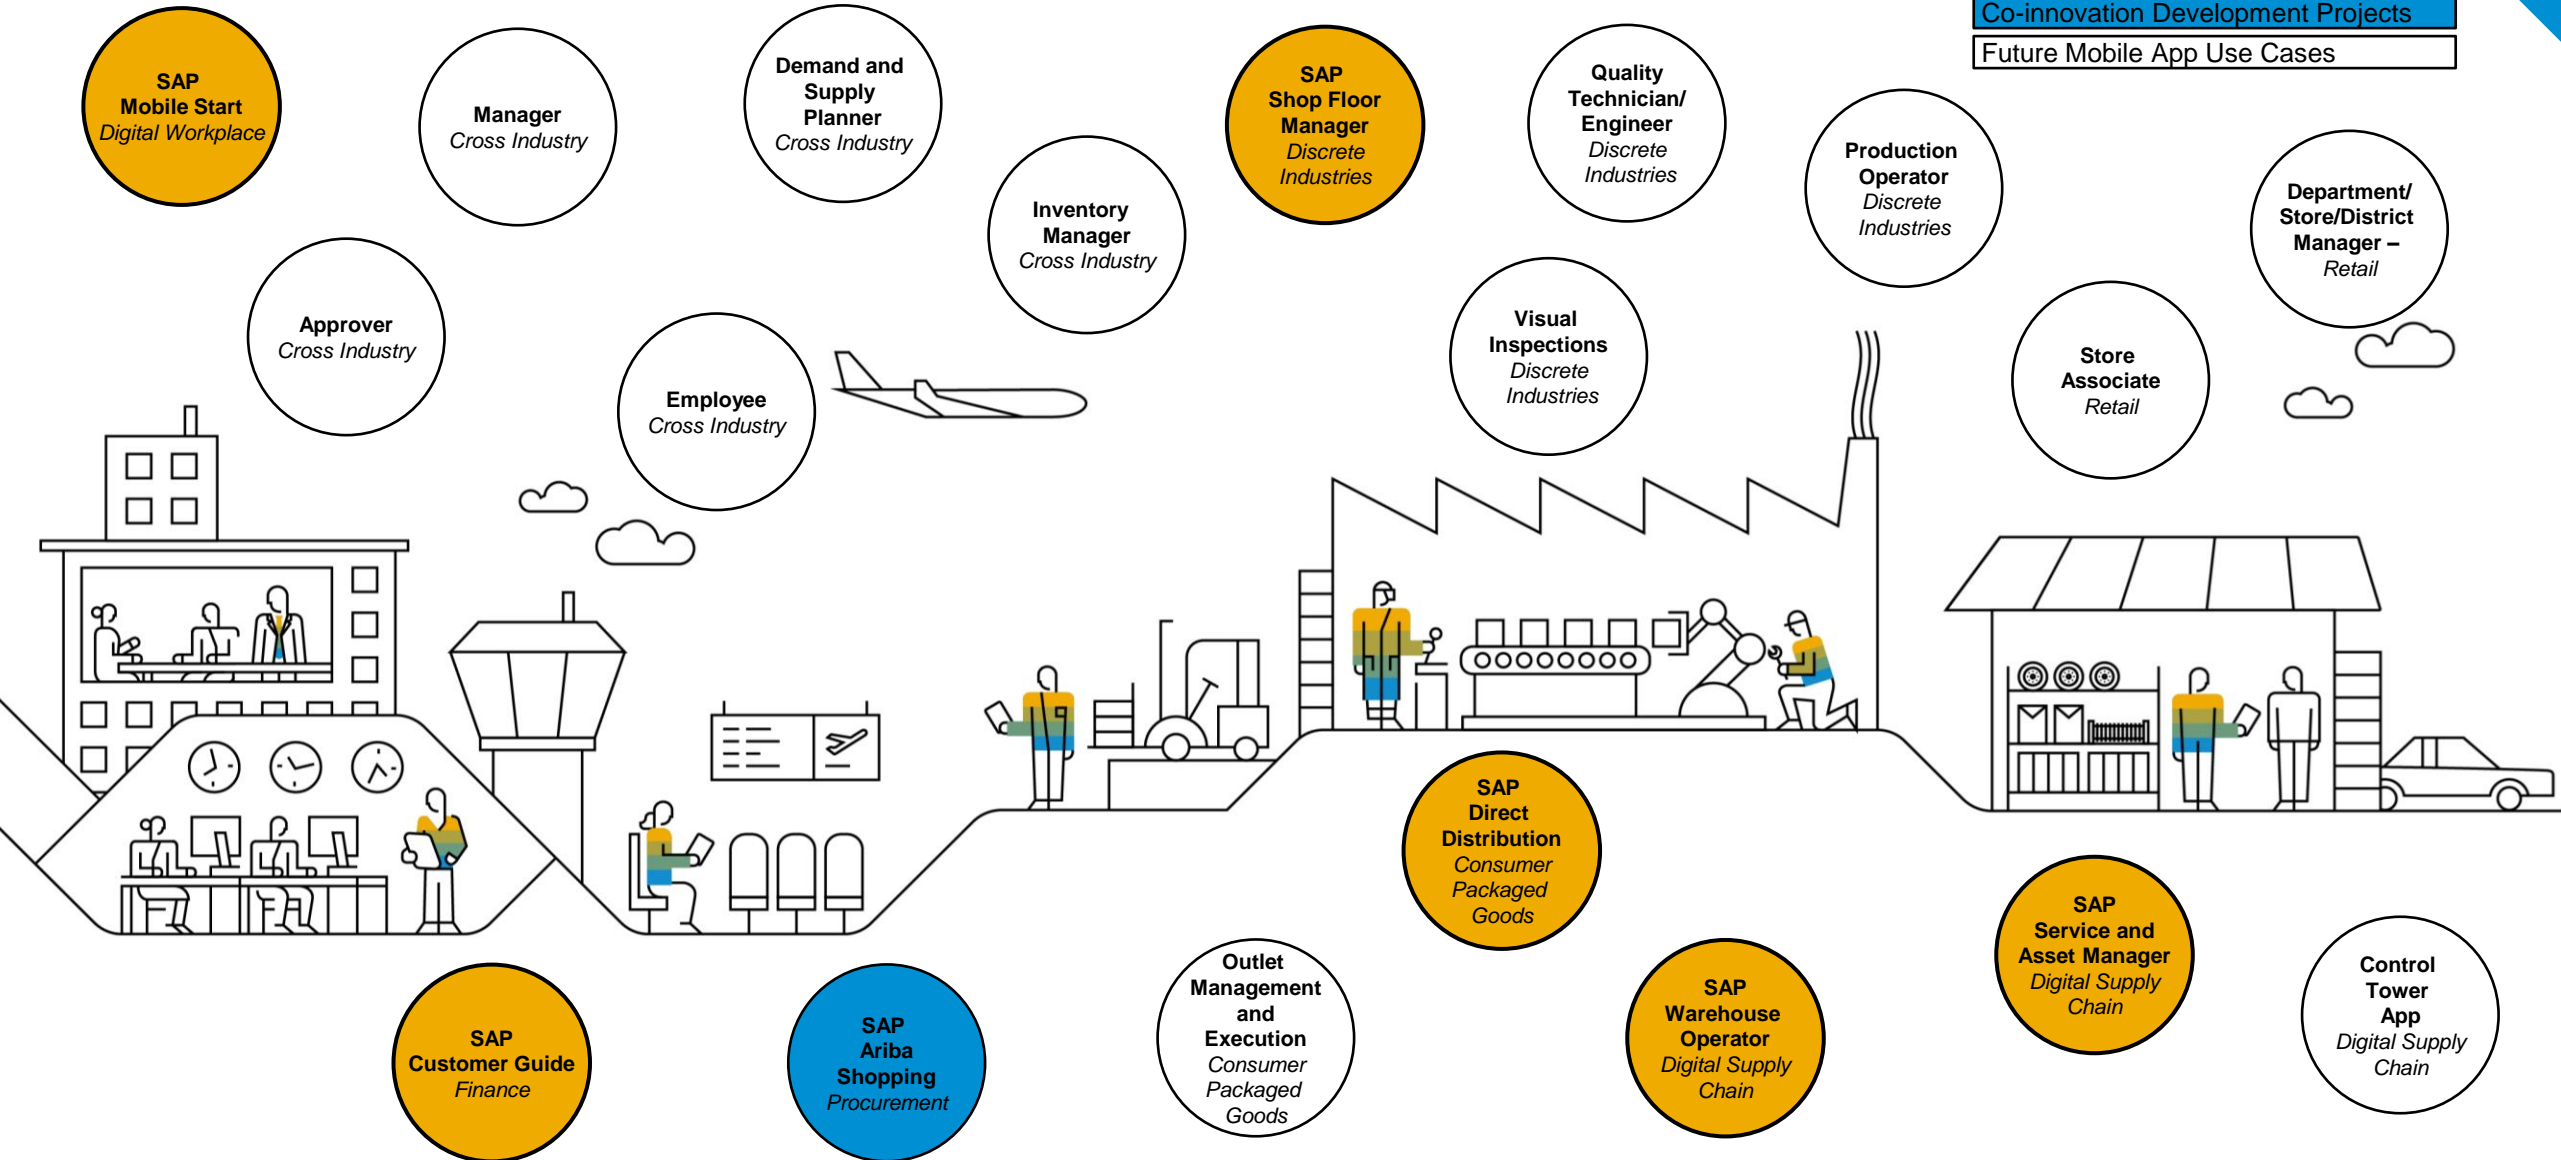 Co-innovation Development Projects
Future Mobile App Use Cases
SAP
Mobile Start
Digital Workplace
Manager
Cross Industry
Demand and
Supply
Planner
Cross Industry
Inventory
Manager
Cross Industry
SAP
Shop Floor
Manager
Discrete
Industries
Quality
Technician/
Engineer
Discrete
Industries
Production
Operator
Discrete
Industries
Department/
Store/District
Manager –
Retail
Approver
Cross Industry
Employee
Cross Industry
Visual
Inspections
Discrete
Industries
Store
Associate
Retail
SAP
Customer Guide
Finance
SAP
Ariba
Shopping
Procurement
Outlet
Management
and
Execution
Consumer
Packaged
Goods
SAP
Direct
Distribution
Consumer
Packaged
Goods
SAP
Warehouse
Operator
Digital Supply
Chain
SAP
Service and
Asset Manager
Digital Supply
Chain
Control
Tower
App
Digital Supply
Chain